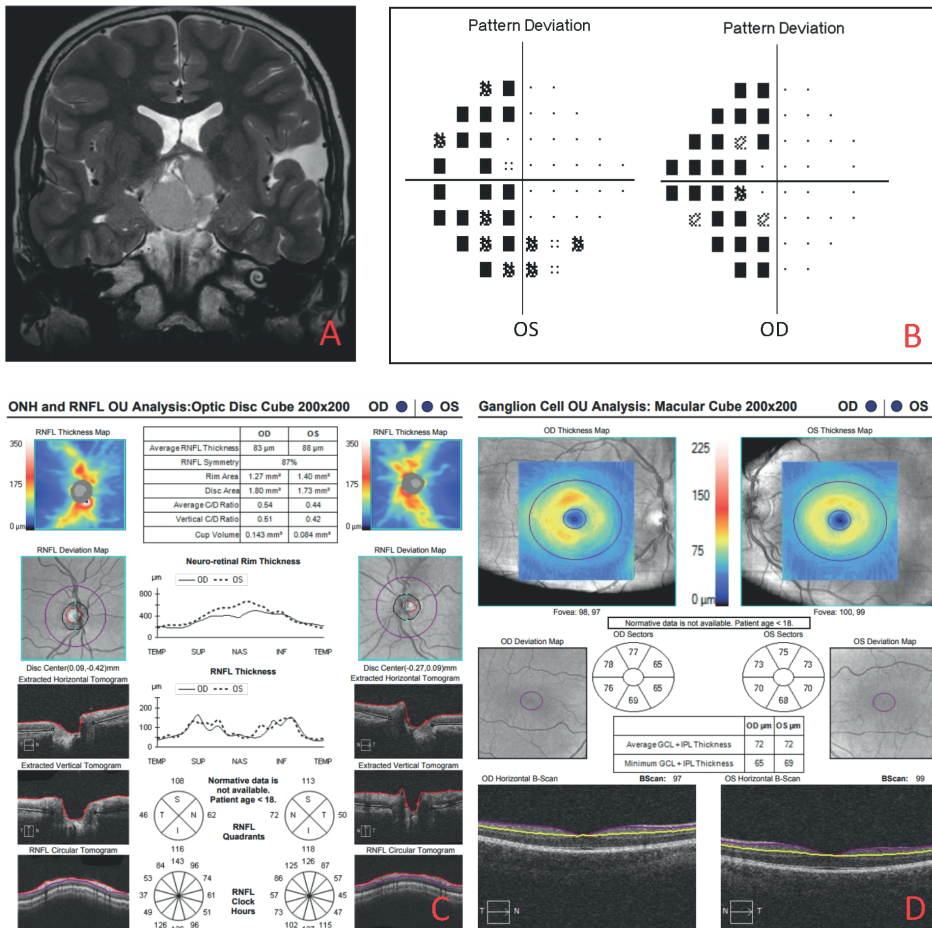 A
Pattern Deviation
Pattern Deviation
OS
OD
B
ONH and RNFL OU Analysis:Optic Disc Cube 200x200
OD OS
RNFL Thickness Map
350
175
0 µm
OD OS
Average RNFL Thickness 83 µm 88 µm
RNFL Symmetry 87%
Rim Area 1.27 mm² 1.40 mm²
Disc Area 1.80 mm² 1.73 mm²
Average C/D Ratio 0.54 0.44
Vertical C/D Ratio 0.61 0.42
Cup Volume 0.143 mm³ 0.084 mm³
RNFL Thickness Map
350
175
0 µm
RNFL Deviation Map
Disc Center(0.09,-0.42)mm
Neuro-retinal Rim Thickness
µm OD OS
800
400
0
TEMP SUP NAS INF TEMP
RNFL Deviation Map
Disc Center(-0.27,0.09)mm
Extracted Horizontal Tomogram
T N
RNFL Thickness
µm OD OS
200
100
0
TEMP SUP NAS INF TEMP
Extracted Horizontal Tomogram
N T
Extracted Vertical Tomogram
Extracted Vertical Tomogram
108
S
46 T N 62
I
116
Normative data is
not available.
Patient age < 18.
RNFL
Quadrants
113
S
72 N T 50
I
118
RNFL Circular Tomogram
RNFL Circular Tomogram
143
84 96
53 74
37 61
49 51
126 96
RNFL
Clock
Hours
126
125 87
86 57
57 45
73 47
102 115
C
Ganglion Cell OU Analysis: Macular Cube 200x200
OD OS
OD Thickness Map
Fovea: 98, 97
225
150
75
0 µm
OS Thickness Map
Fovea: 100, 99
Normative data is not available. Patient age < 18.
OD Deviation Map
OD Sectors
77
78 65
76 65
69
OS Sectors
75
73 73
70 70
68
OS Deviation Map
OD µm OS µm
Average GCL + IPL Thickness 72 72
Minimum GCL + IPL Thickness 65 69
OD Horizontal B-Scan BScan: 97
T N
OS Horizontal B-Scan BScan: 99
N T
D